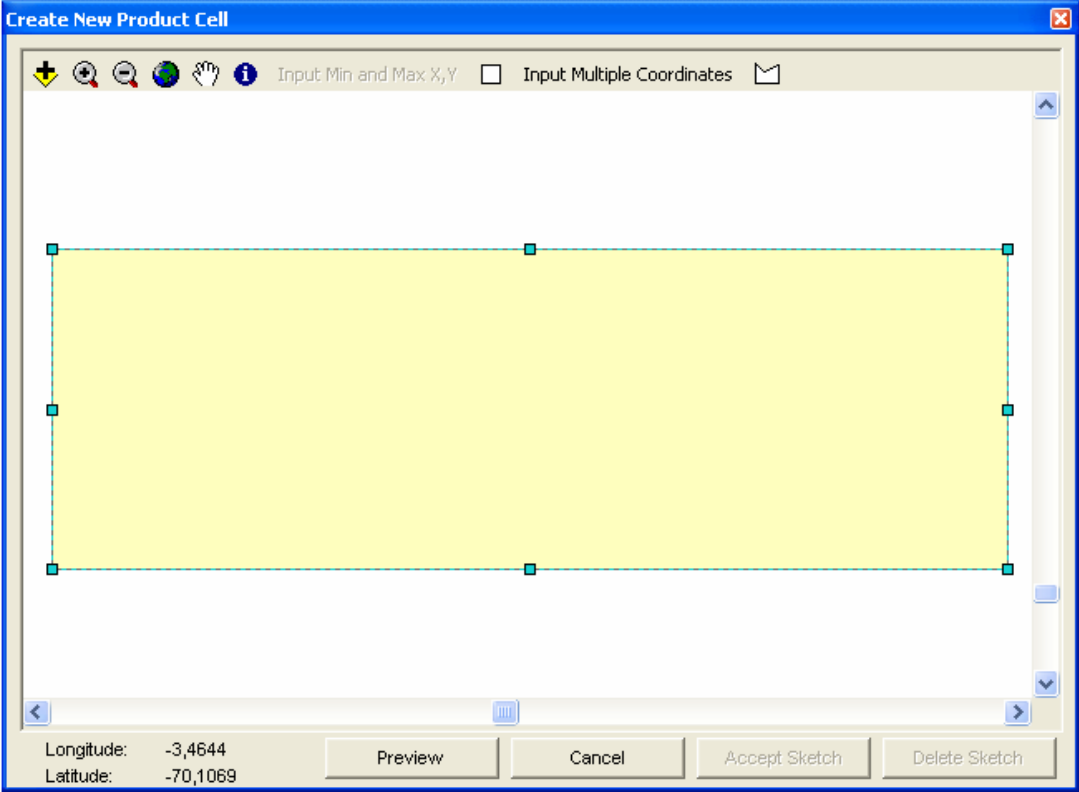 Create New Product Cell
Input Min and Max X,Y Input Multiple Coordinates
Longitude: -3,4644
Latitude: -70,1069
Preview Cancel Accept Sketch Delete Sketch